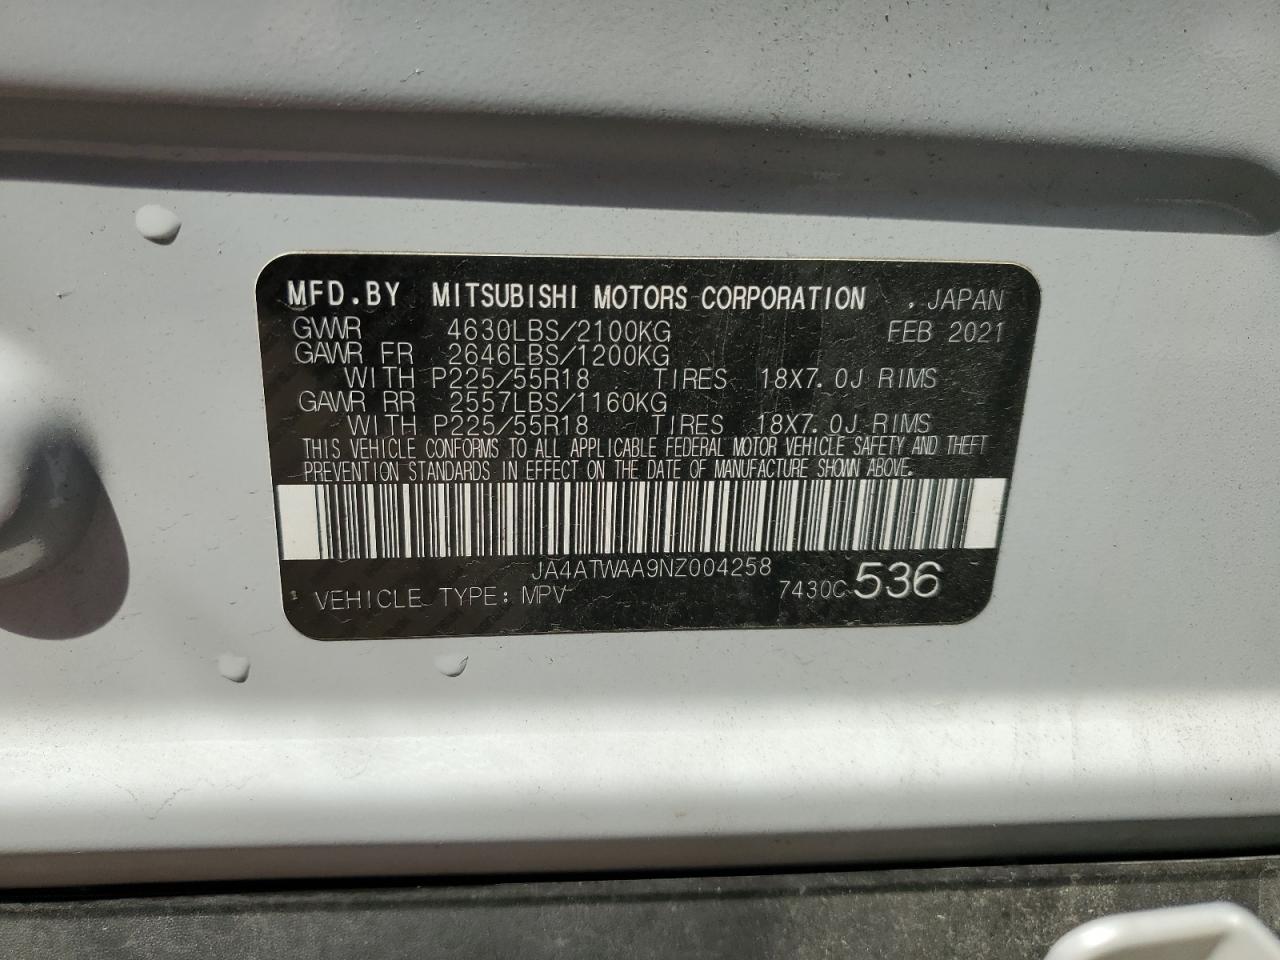 MFD.BY MITSUBISHI MOTORS CORPORATION , JAPAN
GVWR 4630LBS/2100KG FEB 2021
GAWR FR 2646LBS/1200KG
WITH P225/55R18 TIRES 18X7.0J RIMS
GAWR RR 2557LBS/1160KG
WITH P225/55R18 TIRES 18X7.0J RIMS
THIS VEHICLE CONFORMS TO ALL APPLICABLE FEDERAL MOTOR VEHICLE SAFETY AND THEFT
PREVENTION STANDARDS IN EFFECT ON THE DATE OF MANUFACTURE SHOWN ABOVE.
JA4ATWAA9NZ004258
VEHICLE TYPE: MPV 7430C 536